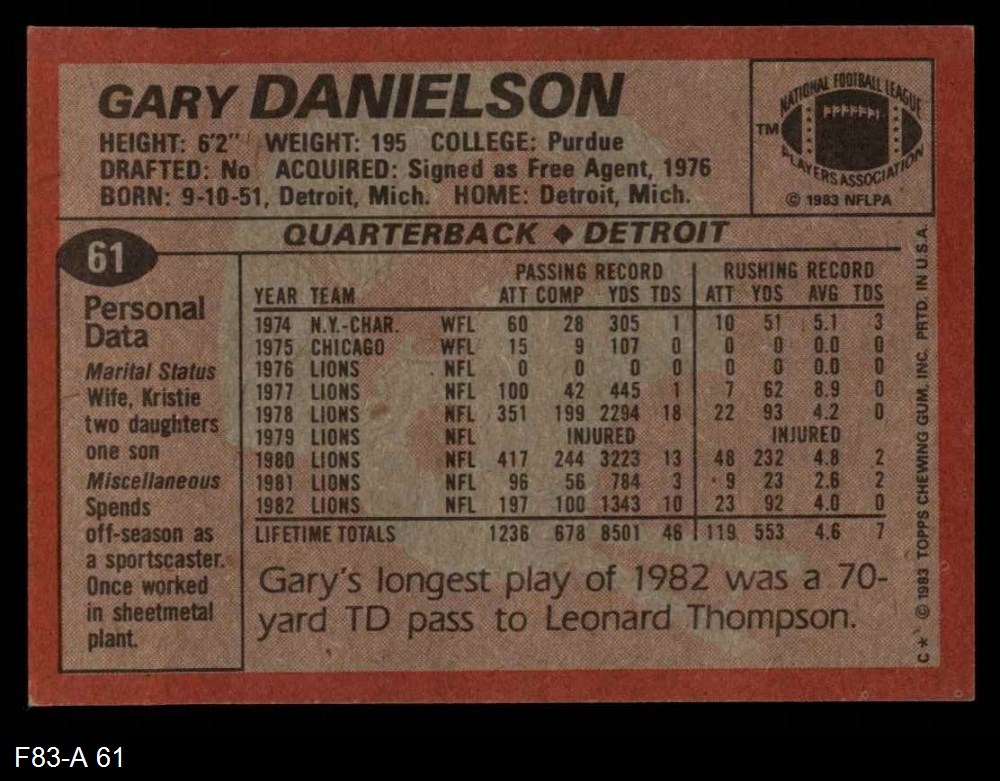 GARY DANIELSON
HEIGHT: 6'2" WEIGHT: 195 COLLEGE: Purdue
DRAFTED: No ACQUIRED: Signed as Free Agent, 1976
BORN: 9-10-51, Detroit, Mich. HOME: Detroit, Mich.
NATIONAL FOOTBALL LEAGUE
TM
PLAYERS ASSOCIATION
© 1983 NFLPA
QUARTERBACK ◆ DETROIT
61
Personal
Data
Marital Status
Wife, Kristie
two daughters
one son
Miscellaneous
Spends
off-season as
a sportscaster.
Once worked
in sheetmetal
plant.
PASSING RECORD RUSHING RECORD
YEAR TEAM ATT COMP YDS TDS ATT YDS AVG TDS
1974 N.Y.-CHAR. WFL 60 28 305 1 10 51 5.1 3
1975 CHICAGO WFL 15 9 107 0 0 0 0.0 0
1976 LIONS NFL 0 0 0 0 0 0 0.0 0
1977 LIONS NFL 100 42 445 1 7 62 8.9 0
1978 LIONS NFL 351 199 2294 18 22 93 4.2 0
1979 LIONS NFL INJURED INJURED
1980 LIONS NFL 417 244 3223 13 48 232 4.8 2
1981 LIONS NFL 96 56 784 3 9 23 2.6 2
1982 LIONS NFL 197 100 1343 10 23 92 4.0 0
LIFETIME TOTALS 1236 678 8501 46 119 553 4.6 7
Gary's longest play of 1982 was a 70-
yard TD pass to Leonard Thompson.
C* © 1983 TOPPS CHEWING GUM, INC. PRTD. IN U.S.A.
F83-A 61